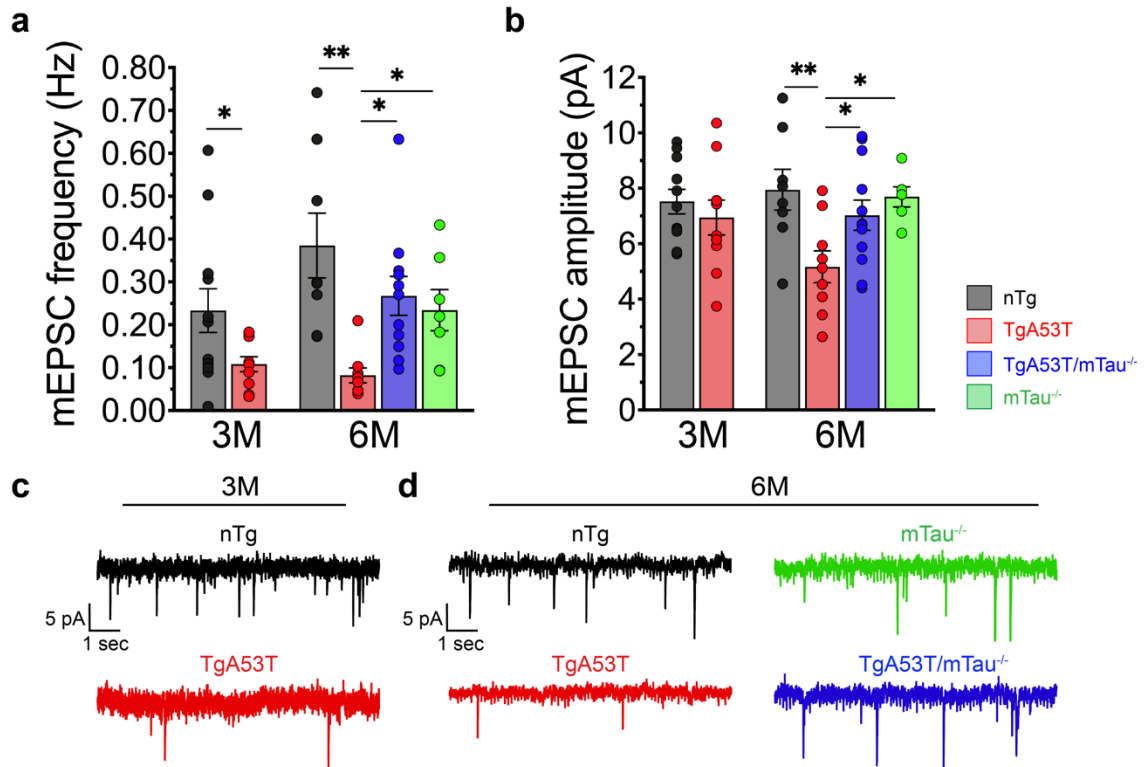 a
mEPSC frequency (Hz)
0.80
0.70
0.60
0.50
0.40
0.30
0.20
0.10
0.00
*
**
*
*
3M
6M
b
mEPSC amplitude (pA)
12
10
8
6
4
2
0
**
*
*
3M
6M
nTg
TgA53T
TgA53T/mTau-/-
mTau-/-
c
3M
nTg
5 pA
1 sec
TgA53T
d
6M
nTg
5 pA
1 sec
TgA53T
mTau-/-
TgA53T/mTau-/-